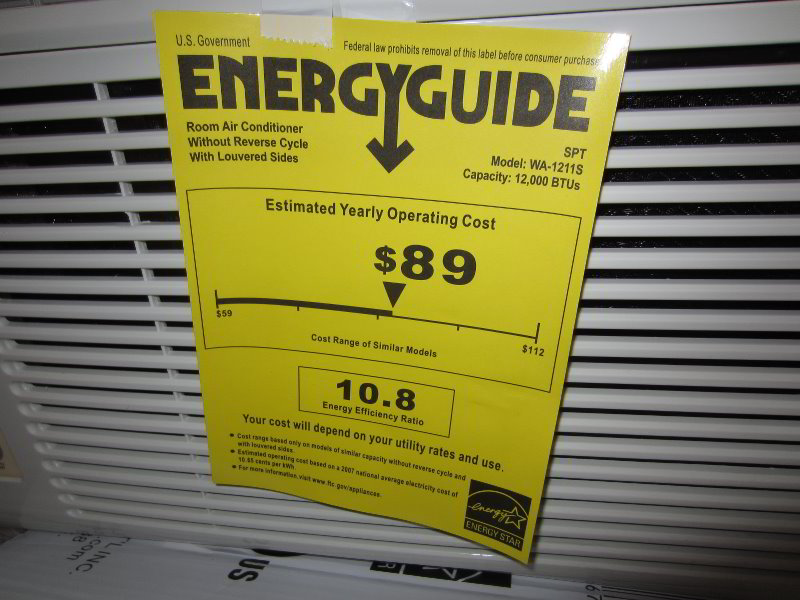 U.S. Government
Federal law prohibits removal of this label before consumer purchase
ENERGYGUIDE
Room Air Conditioner
Without Reverse Cycle
With Louvered Sides
SPT
Model: WA-1211S
Capacity: 12,000 BTUs
Estimated Yearly Operating Cost
$89
$59
$112
Cost Range of Similar Models
10.8
Energy Efficiency Ratio
Your cost will depend on your utility rates and use.
• Cost range based only on models of similar capacity without reverse cycle and
with louvered sides.
• Estimated operating cost based on a 2007 national average electricity cost of
10.65 cents per kWh.
• For more information, visit www.ftc.gov/appliances.
energy
ENERGY STAR
INC.
.com
US